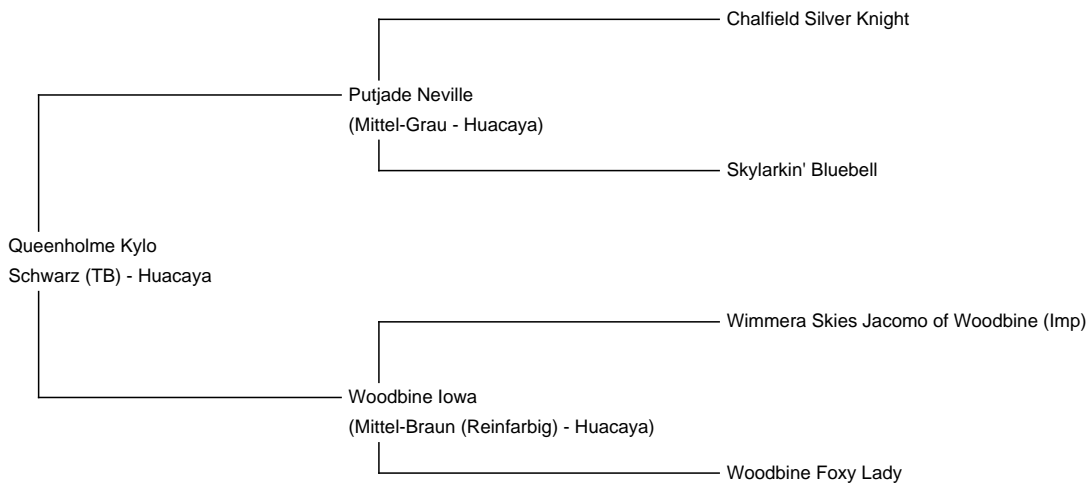 Chalfield Silver Knight
Putjade Neville
(Mittel-Grau - Huacaya)
Skylarkin' Bluebell
Queenholme Kylo
Schwarz (TB) - Huacaya
Wimmera Skies Jacomo of Woodbine (Imp)
Woodbine Iowa
(Mittel-Braun (Reinfarbig) - Huacaya)
Woodbine Foxy Lady